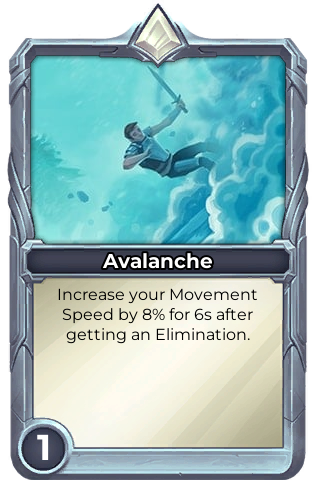 Avalanche
Increase your Movement
Speed by 8% for 6s after
getting an Elimination.
1